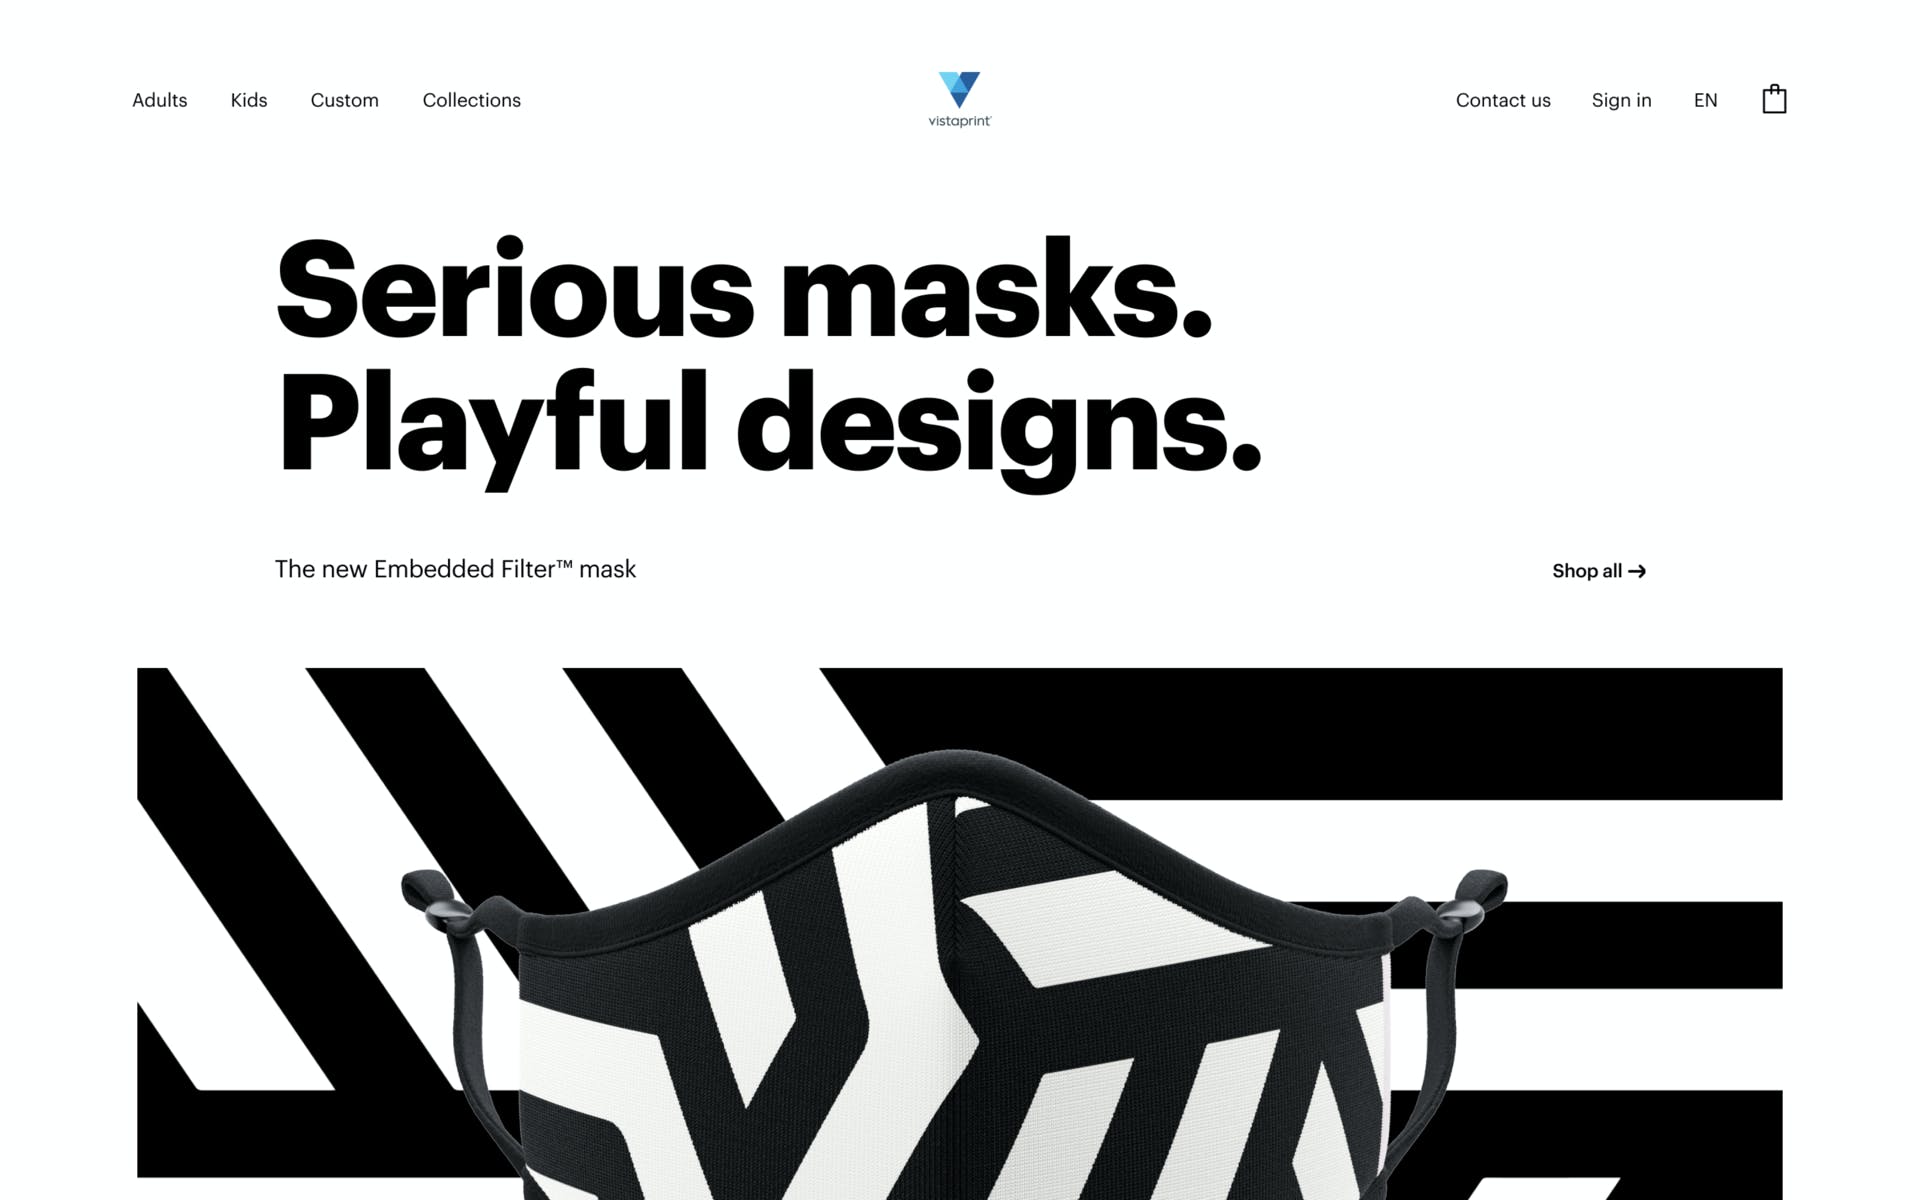 Adults Kids Custom Collections
vistaprint
Contact us Sign in EN
Serious masks.
Playful designs.
The new Embedded Filter™ mask
Shop all →